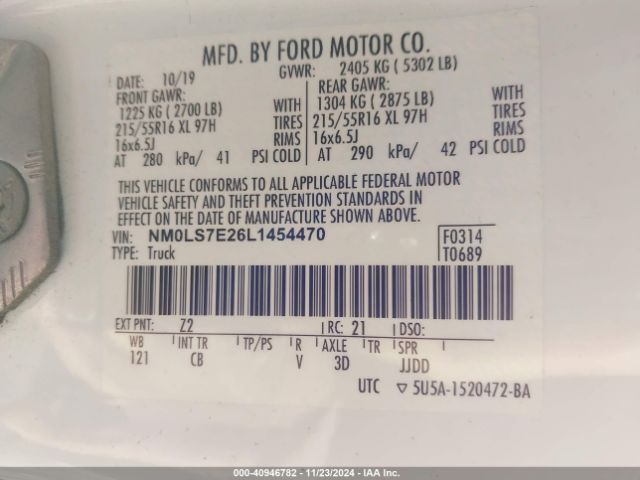 MFD. BY FORD MOTOR CO.
DATE: 10/19 GVWR: 2405 KG ( 5302 LB)
FRONT GAWR: REAR GAWR:
1225 KG ( 2700 LB) WITH 1304 KG ( 2875 LB) WITH
215/55R16 XL 97H TIRES 215/55R16 XL 97H TIRES
16x6.5J RIMS 16x6.5J RIMS
AT 280 kPa/ 41 PSI COLD AT 290 kPa/ 42 PSI COLD
THIS VEHICLE CONFORMS TO ALL APPLICABLE FEDERAL MOTOR
VEHICLE SAFETY AND THEFT PREVENTION STANDARDS IN
EFFECT ON THE DATE OF MANUFACTURE SHOWN ABOVE.
VIN: NM0LS7E26L1454470 F0314
TYPE: Truck T0689
EXT PNT: Z2 RC: 21 DSO:
WB INT TR TP/PS R AXLE TR SPR
121 CB V 3D JJDD
UTC ▽ 5U5A-1520472-BA
000-40946782 - 11/23/2024 - IAA Inc.